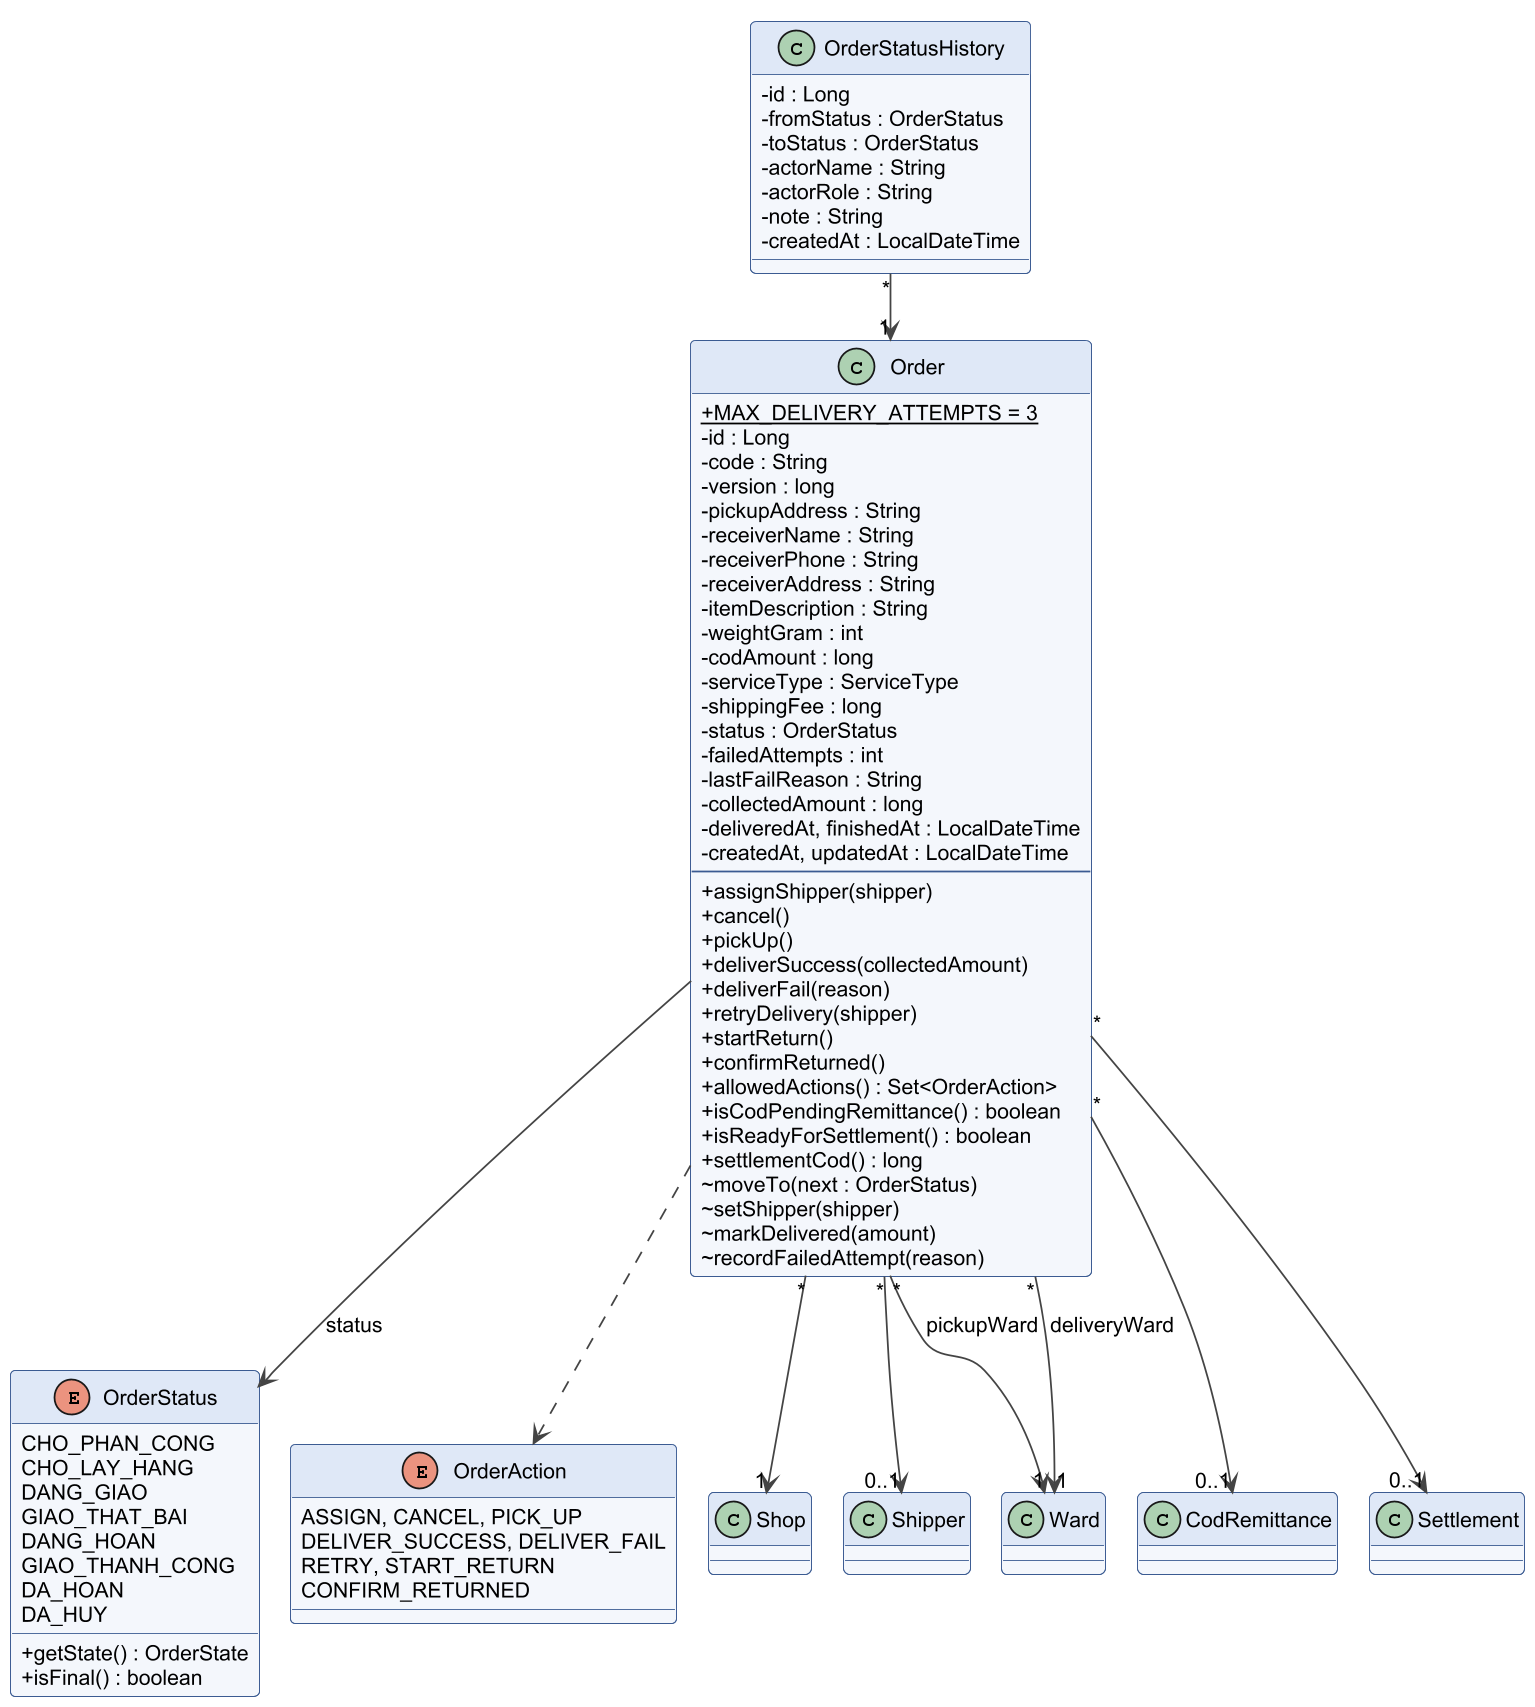 C OrderStatusHistory
-id : Long
-fromStatus : OrderStatus
-toStatus : OrderStatus
-actorName : String
-actorRole : String
-note : String
-createdAt : LocalDateTime
*
1
C Order
+MAX_DELIVERY_ATTEMPTS = 3
-id : Long
-code : String
-version : long
-pickupAddress : String
-receiverName : String
-receiverPhone : String
-receiverAddress : String
-itemDescription : String
-weightGram : int
-codAmount : long
-serviceType : ServiceType
-shippingFee : long
-status : OrderStatus
-failedAttempts : int
-lastFailReason : String
-collectedAmount : long
-deliveredAt, finishedAt : LocalDateTime
-createdAt, updatedAt : LocalDateTime
+assignShipper(shipper)
+cancel()
+pickUp()
+deliverSuccess(collectedAmount)
+deliverFail(reason)
+retryDelivery(shipper)
+startReturn()
+confirmReturned()
+allowedActions() : Set<OrderAction>
+isCodPendingRemittance() : boolean
+isReadyForSettlement() : boolean
+settlementCod() : long
~moveTo(next : OrderStatus)
~setShipper(shipper)
~markDelivered(amount)
~recordFailedAttempt(reason)
*
*
* * * *
status
pickupWard
deliveryWard
E OrderStatus
CHO_PHAN_CONG
CHO_LAY_HANG
DANG_GIAO
GIAO_THAT_BAI
DANG_HOAN
GIAO_THANH_CONG
DA_HOAN
DA_HUY
+getState() : OrderState
+isFinal() : boolean
E OrderAction
ASSIGN, CANCEL, PICK_UP
DELIVER_SUCCESS, DELIVER_FAIL
RETRY, START_RETURN
CONFIRM_RETURNED
1
C Shop
0..1
C Shipper
1 1
C Ward
0..1
C CodRemittance
0..1
C Settlement